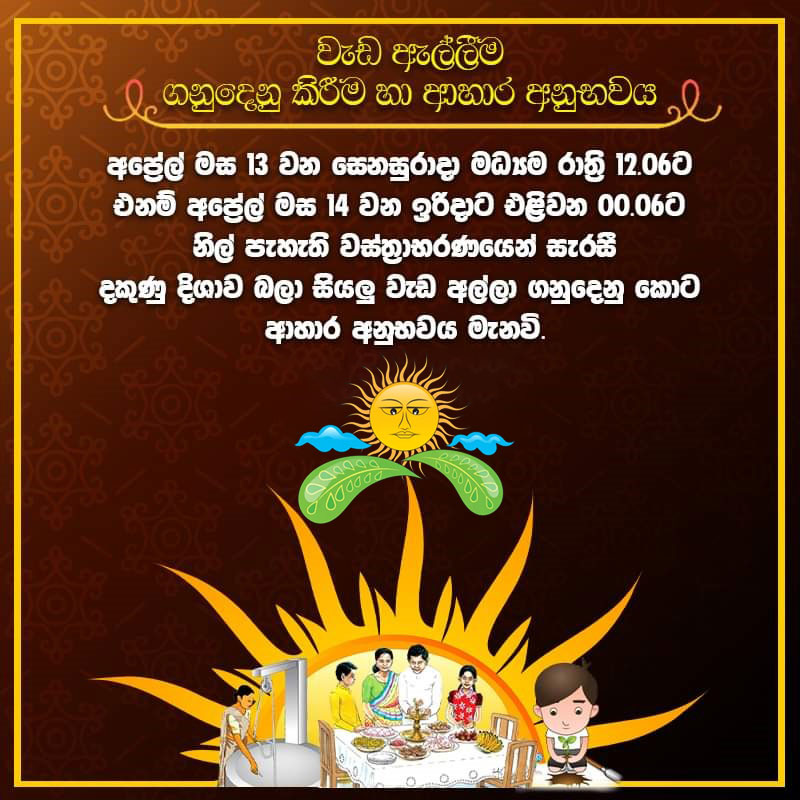 වැඩ ඇල්ලීම
ගනුදෙනු කිරීම හා ආහාර අනුභවය
අප්‍රේල් මස 13 වන සෙනසුරාදා මධ්‍යම රාත්‍රි 12.06ට
එනම් අප්‍රේල් මස 14 වන ඉරිදාට එළිවන 00.06ට
නිල් පැහැති වස්ත්‍රාභරණයෙන් සැරසී
දකුණු දිශාව බලා සියලු වැඩ අල්ලා ගනුදෙනු කොට
ආහාර අනුභවය මැනවි.